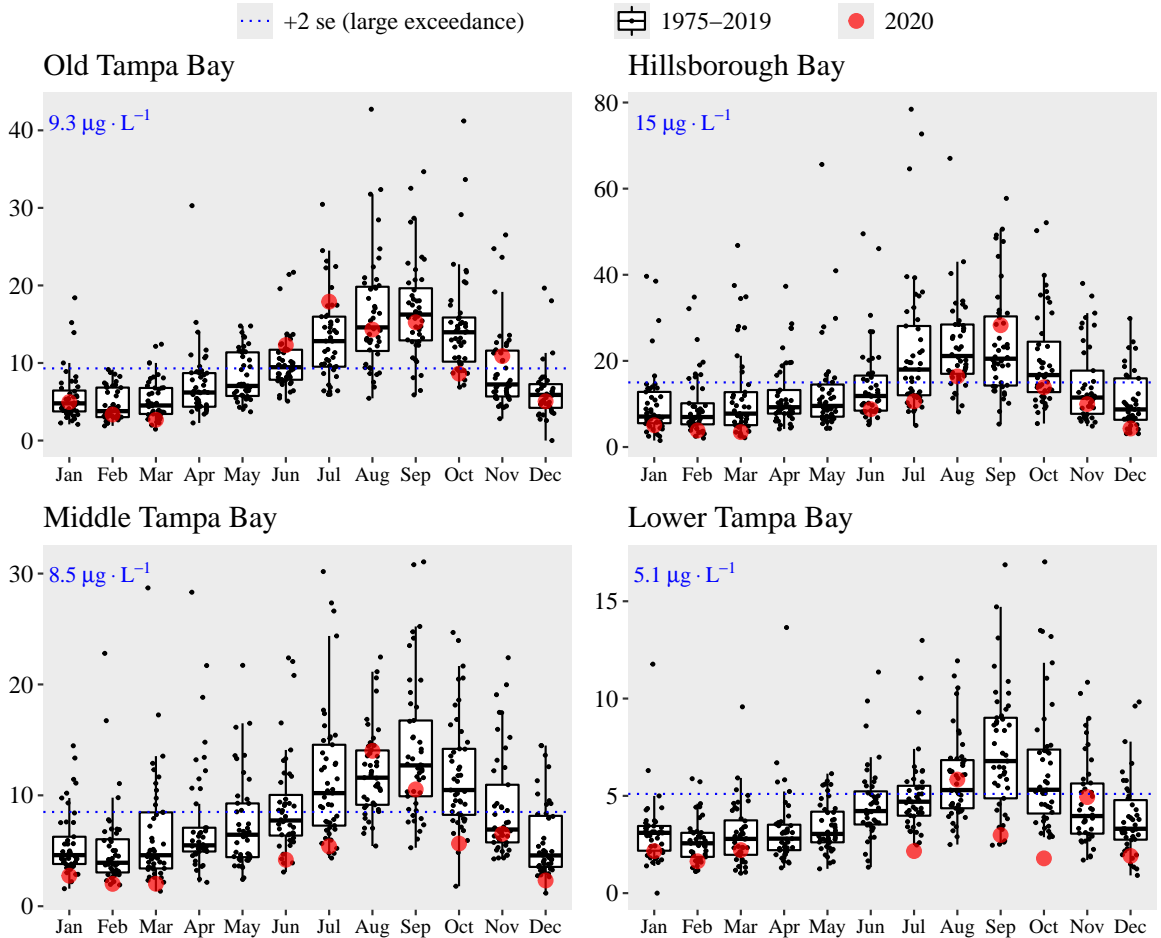 +2 se (large exceedance) 1975−2019 2020
Old Tampa Bay
9.3 μg · L−1
40
30
20
10
0
Jan Feb Mar Apr May Jun Jul Aug Sep Oct Nov Dec
Hillsborough Bay
15 μg · L−1
80
60
40
20
0
Jan Feb Mar Apr May Jun Jul Aug Sep Oct Nov Dec
Middle Tampa Bay
8.5 μg · L−1
30
20
10
0
Jan Feb Mar Apr May Jun Jul Aug Sep Oct Nov Dec
Lower Tampa Bay
5.1 μg · L−1
15
10
5
0
Jan Feb Mar Apr May Jun Jul Aug Sep Oct Nov Dec